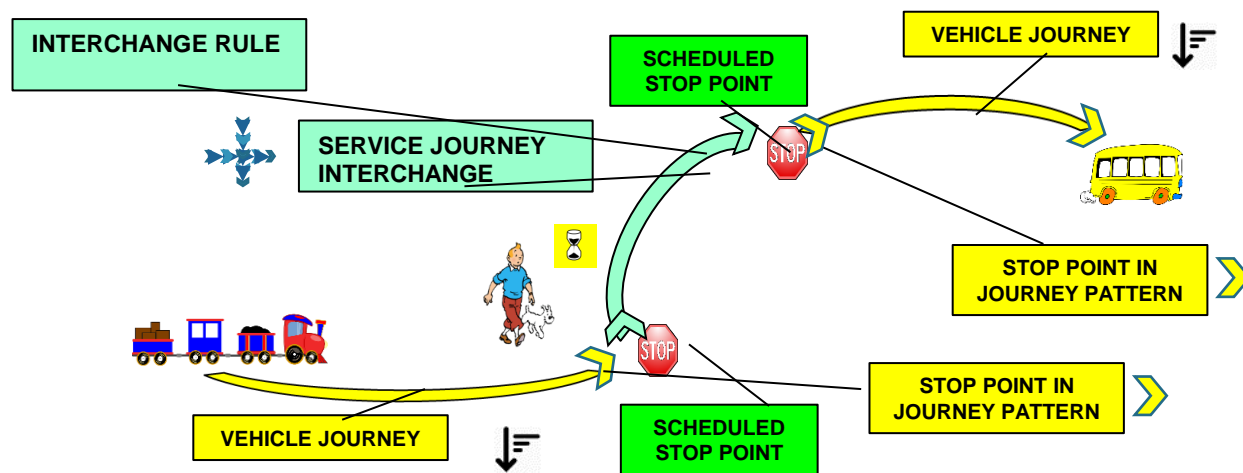 INTERCHANGE RULE
SCHEDULED
STOP POINT
VEHICLE JOURNEY
SERVICE JOURNEY
INTERCHANGE
STOP
STOP POINT IN
JOURNEY PATTERN
STOP
STOP POINT IN
JOURNEY PATTERN
VEHICLE JOURNEY
SCHEDULED
STOP POINT